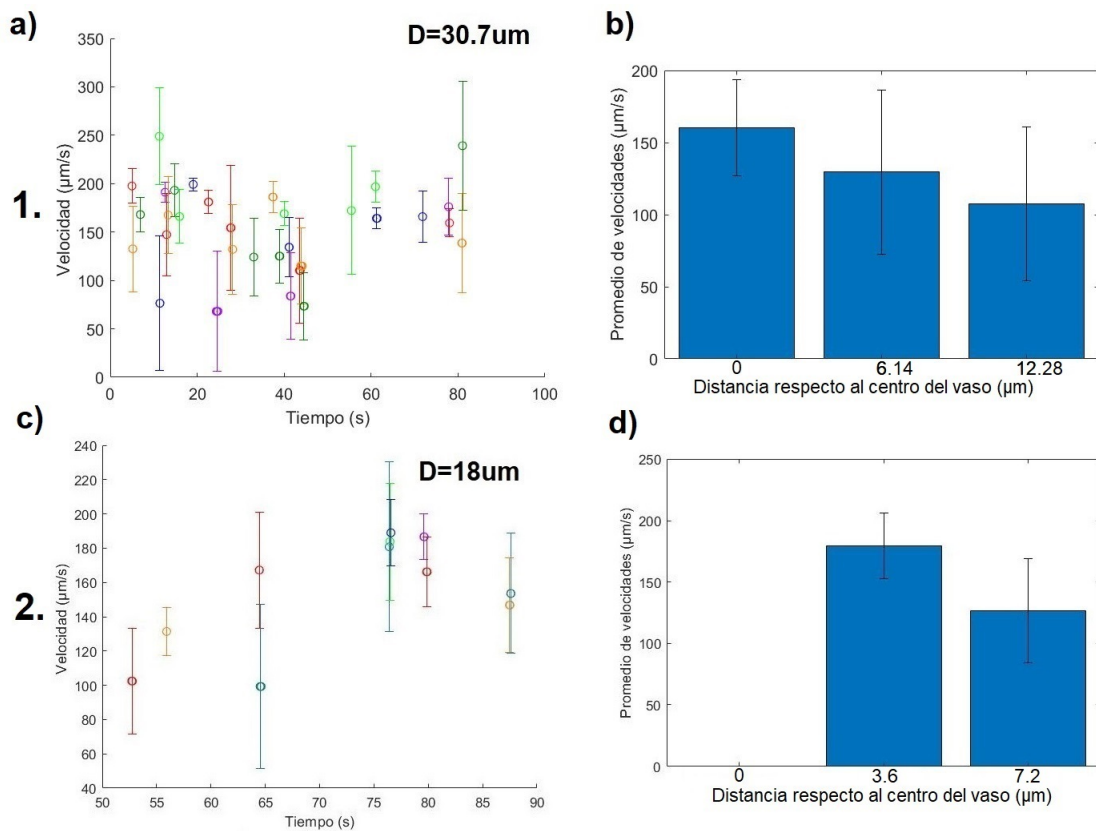 a)
D=30.7um
350
300
250
200
150
100
50
0
Velocidad (µm/s)
0 20 40 60 80 100
Tiempo (s)
b)
200
150
100
50
0
Promedio de velocidades (µm/s)
0 6.14 12.28
Distancia respecto al centro del vaso (µm)
1.
c)
D=18um
240
220
200
180
160
140
120
100
80
60
40
Velocidad (µm/s)
50 55 60 65 70 75 80 85 90
Tiempo (s)
d)
250
200
150
100
50
0
Promedio de velocidades (µm/s)
0 3.6 7.2
Distancia respecto al centro del vaso (µm)
2.